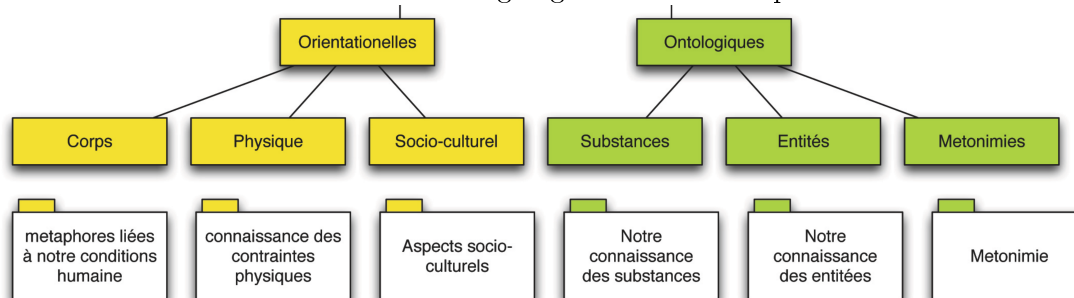 Orientationelles
Ontologiques
Corps
Physique
Socio-culturel
Substances
Entités
Metonimies
metaphores liées
à notre conditions
humaine
connaissance des
contraintes
physiques
Aspects socio-
culturels
Notre
connaissance
des substances
Notre
connaissance
des entitées
Metonimie